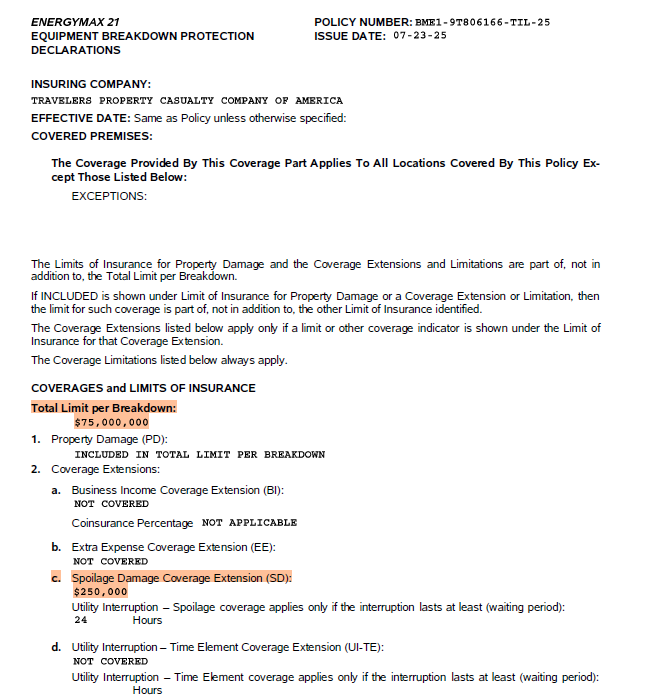 ENERGYMAX 21
POLICY NUMBER: BME1-9T806166-TIL-25
EQUIPMENT BREAKDOWN PROTECTION
ISSUE DATE: 07-23-25
DECLARATIONS
INSURING COMPANY:
TRAVELERS PROPERTY CASUALTY COMPANY OF AMERICA
EFFECTIVE DATE: Same as Policy unless otherwise specified:
COVERED PREMISES:
The Coverage Provided By This Coverage Part Applies To All Locations Covered By This Policy Ex-
cept Those Listed Below:
EXCEPTIONS:
The Limits of Insurance for Property Damage and the Coverage Extensions and Limitations are part of, not in
addition to, the Total Limit per Breakdown.
If INCLUDED is shown under Limit of Insurance for Property Damage or a Coverage Extension or Limitation, then
the limit for such coverage is part of, not in addition to, the other Limit of Insurance identified.
The Coverage Extensions listed below apply only if a limit or other coverage indicator is shown under the Limit of
Insurance for that Coverage Extension.
The Coverage Limitations listed below always apply.
COVERAGES and LIMITS OF INSURANCE
Total Limit per Breakdown:
$75,000,000
1. Property Damage (PD):
INCLUDED IN TOTAL LIMIT PER BREAKDOWN
2. Coverage Extensions:
a. Business Income Coverage Extension (BI):
NOT COVERED
Coinsurance Percentage NOT APPLICABLE
b. Extra Expense Coverage Extension (EE):
NOT COVERED
c. Spoilage Damage Coverage Extension (SD):
$250,000
Utility Interruption – Spoilage coverage applies only if the interruption lasts at least (waiting period):
24 Hours
d. Utility Interruption – Time Element Coverage Extension (UI-TE):
NOT COVERED
Utility Interruption – Time Element coverage applies only if the interruption lasts at least (waiting period):
Hours